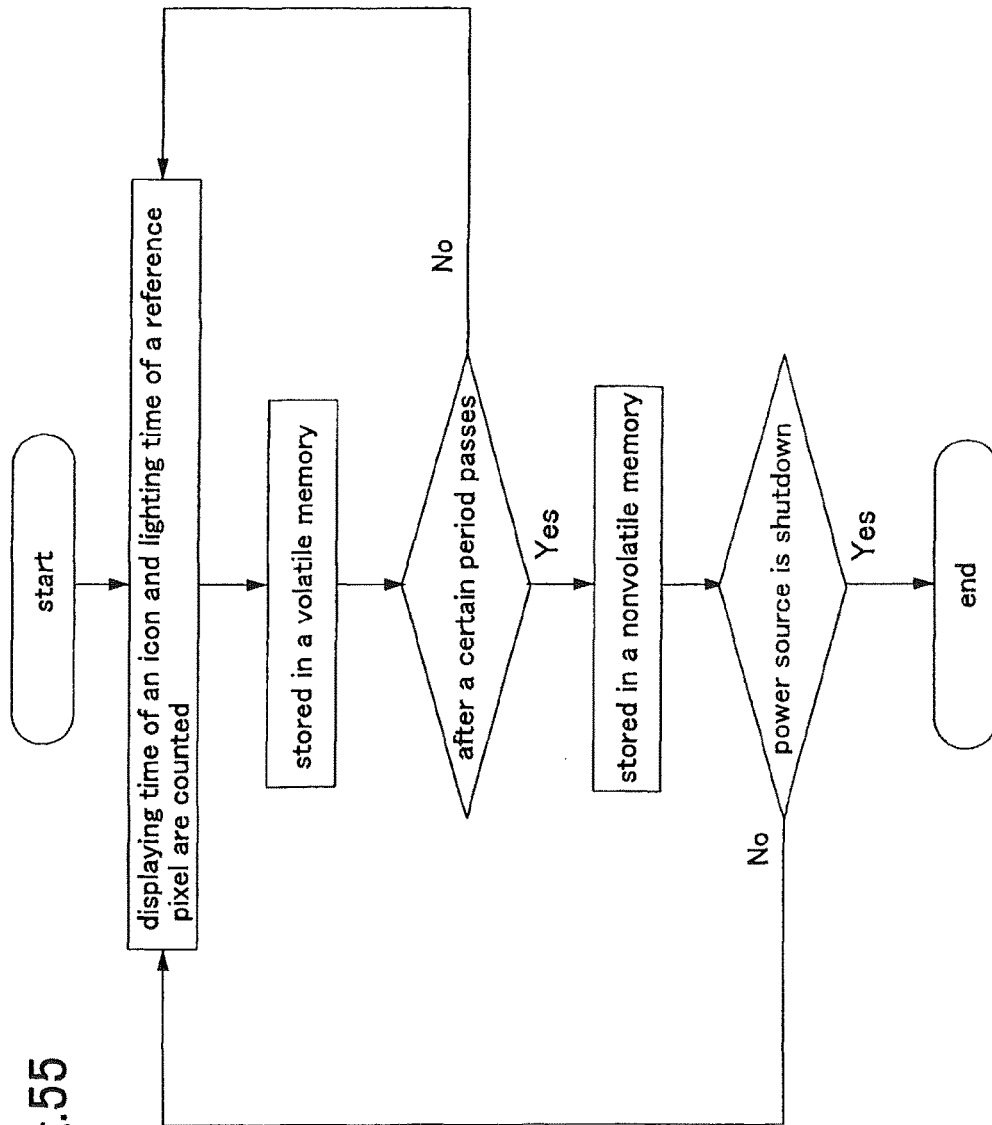 .55
start
displaying time of an icon and lighting time of a reference
pixel are counted
stored in a volatile memory
after a certain period passes
No
Yes
stored in a nonvolatile memory
power source is shutdown
No
Yes
end